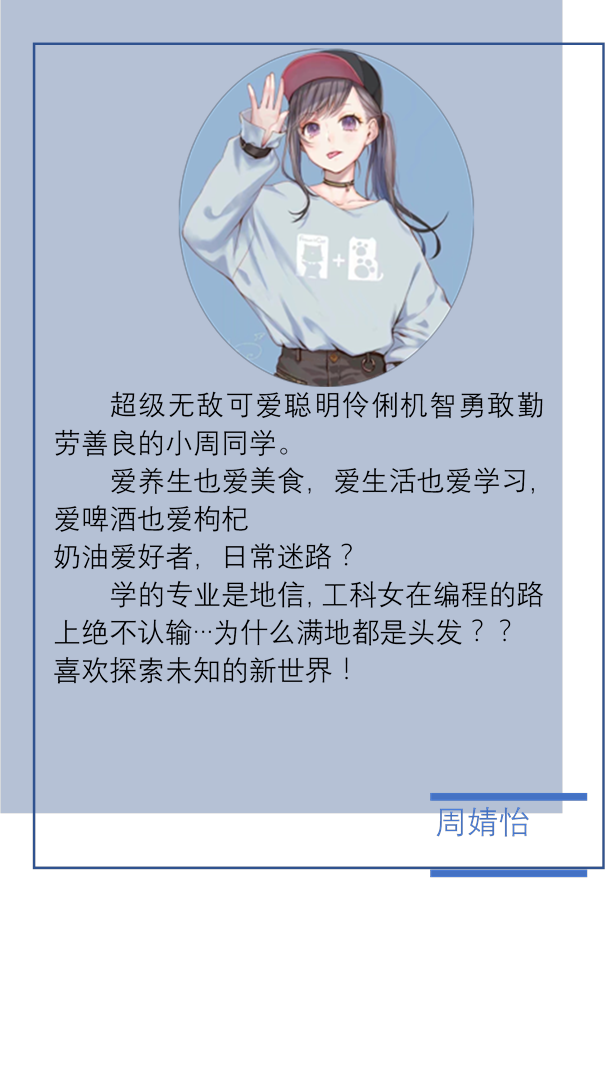 超级无敌可爱聪明伶俐机智勇敢勤
劳善良的小周同学。
爱养生也爱美食，爱生活也爱学习，
爱啤酒也爱枸杞
奶油爱好者，日常迷路？
学的专业是地信，工科女在编程的路
上绝不认输…为什么满地都是头发？？
喜欢探索未知的新世界！
周婧怡